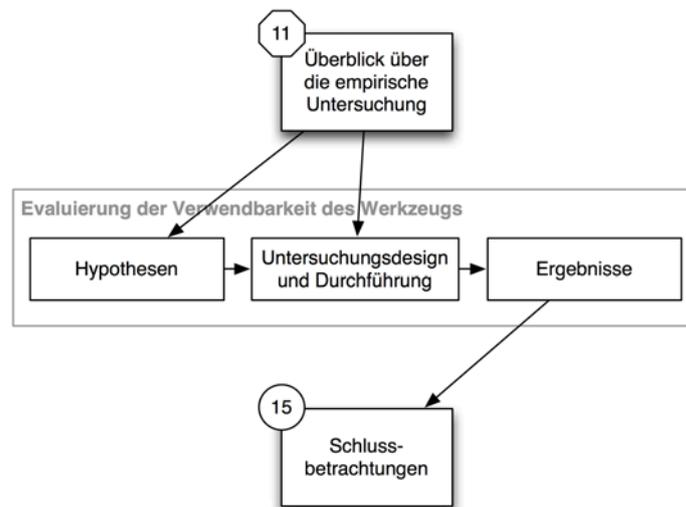 11
Überblick über
die empirische
Untersuchung
Evaluierung der Verwendbarkeit des Werkzeugs
Hypothesen
Untersuchungsdesign
und Durchführung
Ergebnisse
15
Schluss-
betrachtungen